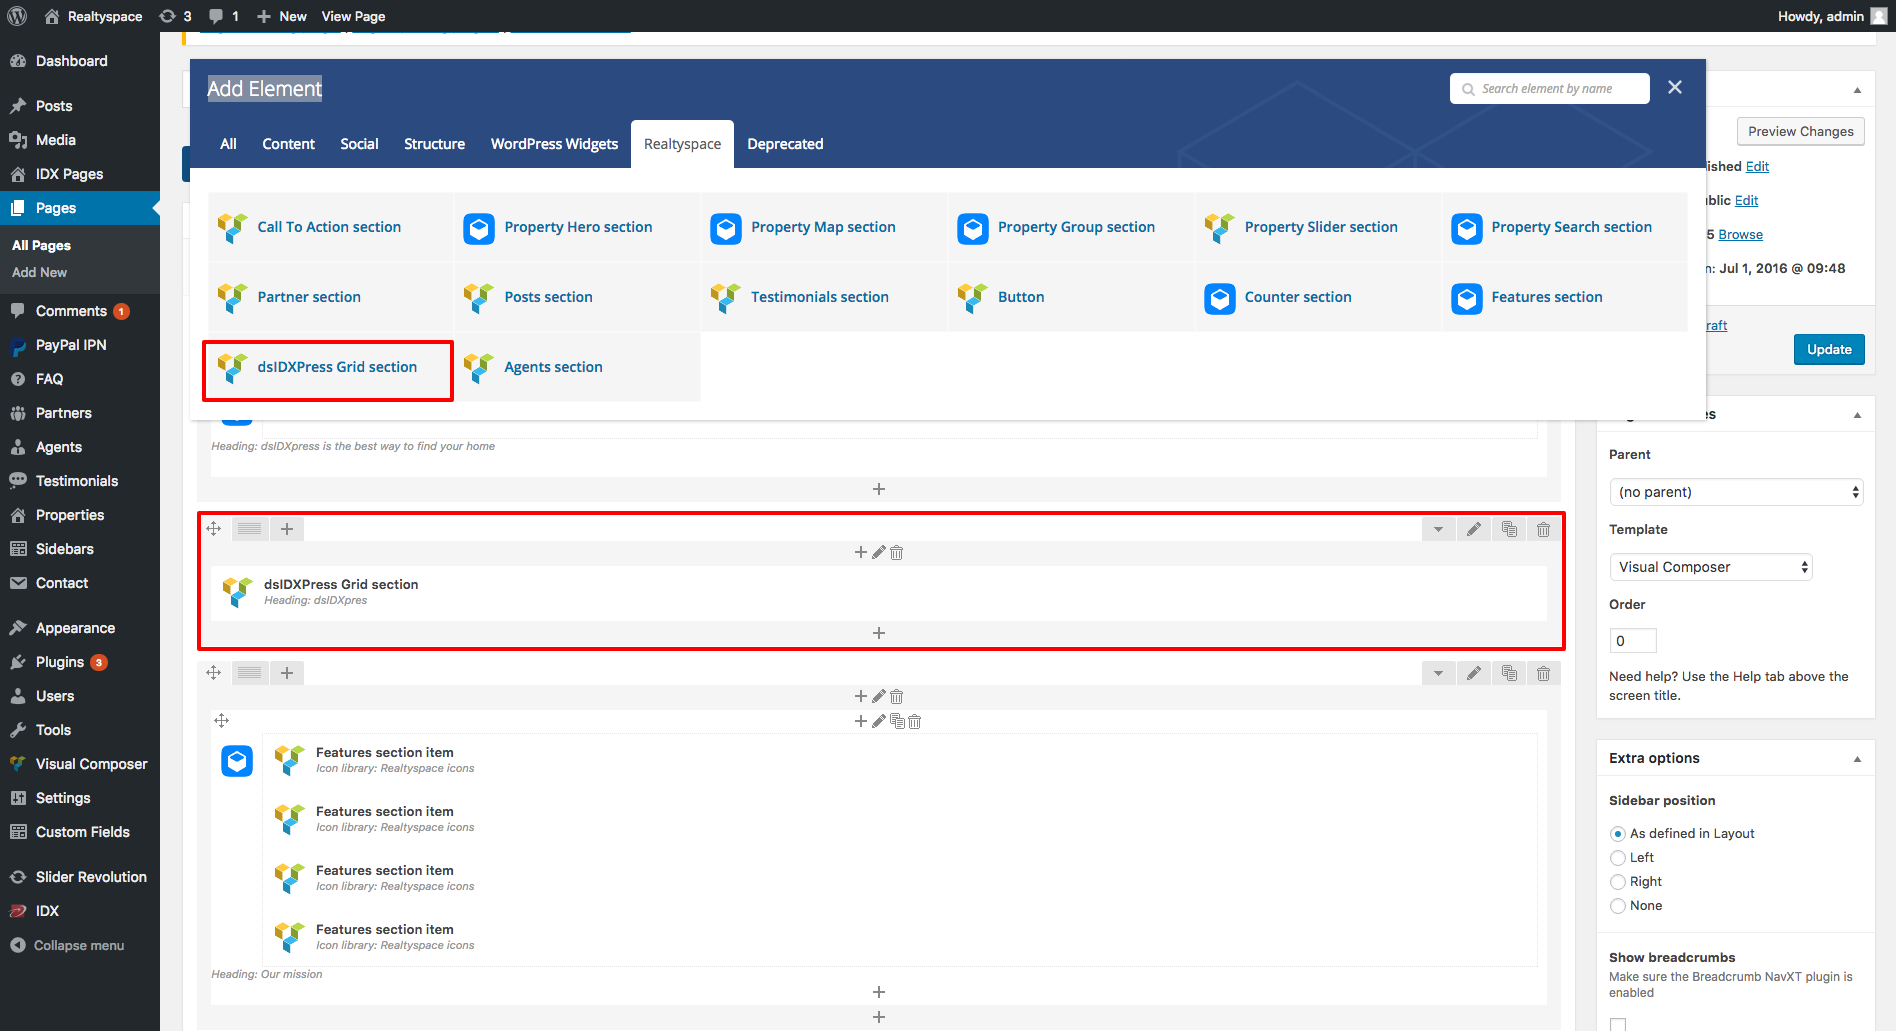 Realtyspace 3 1 New View Page Howdy, admin
Dashboard
Posts
Media
IDX Pages
Pages
All Pages
Add New
Comments 1
PayPal IPN
FAQ
Partners
Agents
Testimonials
Properties
Sidebars
Contact
Appearance
Plugins 3
Users
Tools
Visual Composer
Settings
Custom Fields
Slider Revolution
IDX
Collapse menu
Add Element
Search element by name
All Content Social Structure WordPress Widgets Realtyspace Deprecated
Call To Action section Property Hero section Property Map section Property Group section Property Slider section Property Search section
Partner section Posts section Testimonials section Button Counter section Features section
dsIDXPress Grid section Agents section
Heading: dsIDXpress is the best way to find your home
dsIDXPress Grid section
Heading: dsIDXpres
Features section item
Icon library: Realtyspace icons
Features section item
Icon library: Realtyspace icons
Features section item
Icon library: Realtyspace icons
Features section item
Icon library: Realtyspace icons
Heading: Our mission
Preview Changes
ished Edit
blic Edit
5 Browse
n: Jul 1, 2016 @ 09:48
raft
Update
es
Parent
(no parent)
Template
Visual Composer
Order
0
Need help? Use the Help tab above the
screen title.
Extra options
Sidebar position
As defined in Layout
Left
Right
None
Show breadcrumbs
Make sure the Breadcrumb NavXT plugin is
enabled